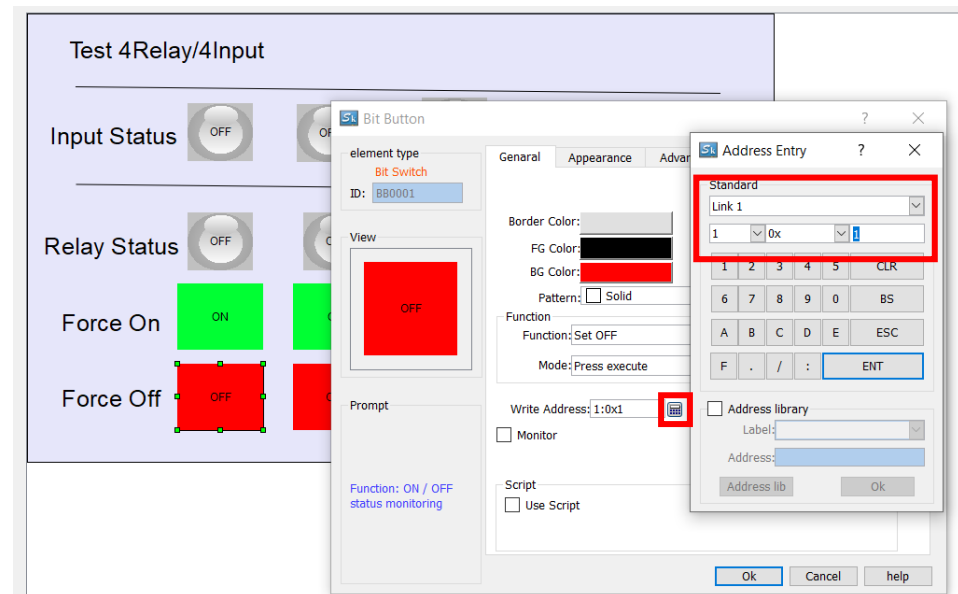 Test 4Relay/4Input
Input Status
OFF
Relay Status
OFF
Force On
ON
Force Off
OFF
Sk Bit Button ? ×
element type
Bit Switch
ID: BB0001
View
OFF
Prompt
Function: ON / OFF
status monitoring
Genaral Appearance
Border Color:
FG Color:
BG Color:
Pattern: Solid
Function
Function: Set OFF
Mode: Press execute
Write Address: 1:0x1
Monitor
Script
Use Script
Ok Cancel help
Sk Address Entry ? ×
Standard
Link 1
1 0x 1
1 2 3 4 5 CLR
6 7 8 9 0 BS
A B C D E ESC
F . / : ENT
Address library
Label:
Address:
Address lib Ok